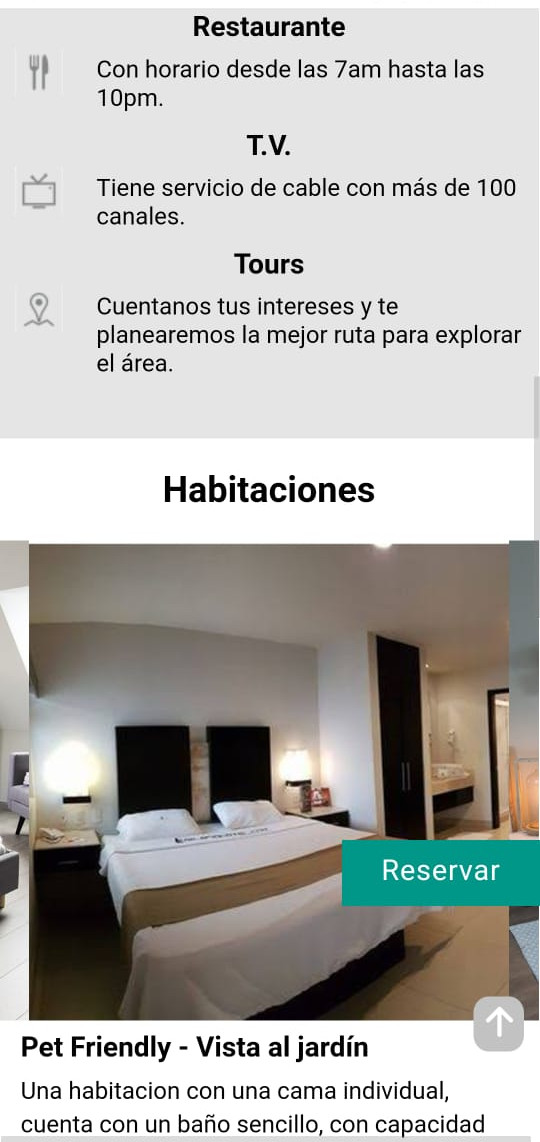 Restaurante
Con horario desde las 7am hasta las
10pm.
T.V.
Tiene servicio de cable con más de 100
canales.
Tours
Cuentanos tus intereses y te
planearemos la mejor ruta para explorar
el área.
Habitaciones
Reservar
Pet Friendly - Vista al jardín
Una habitacion con una cama individual,
cuenta con un baño sencillo, con capacidad